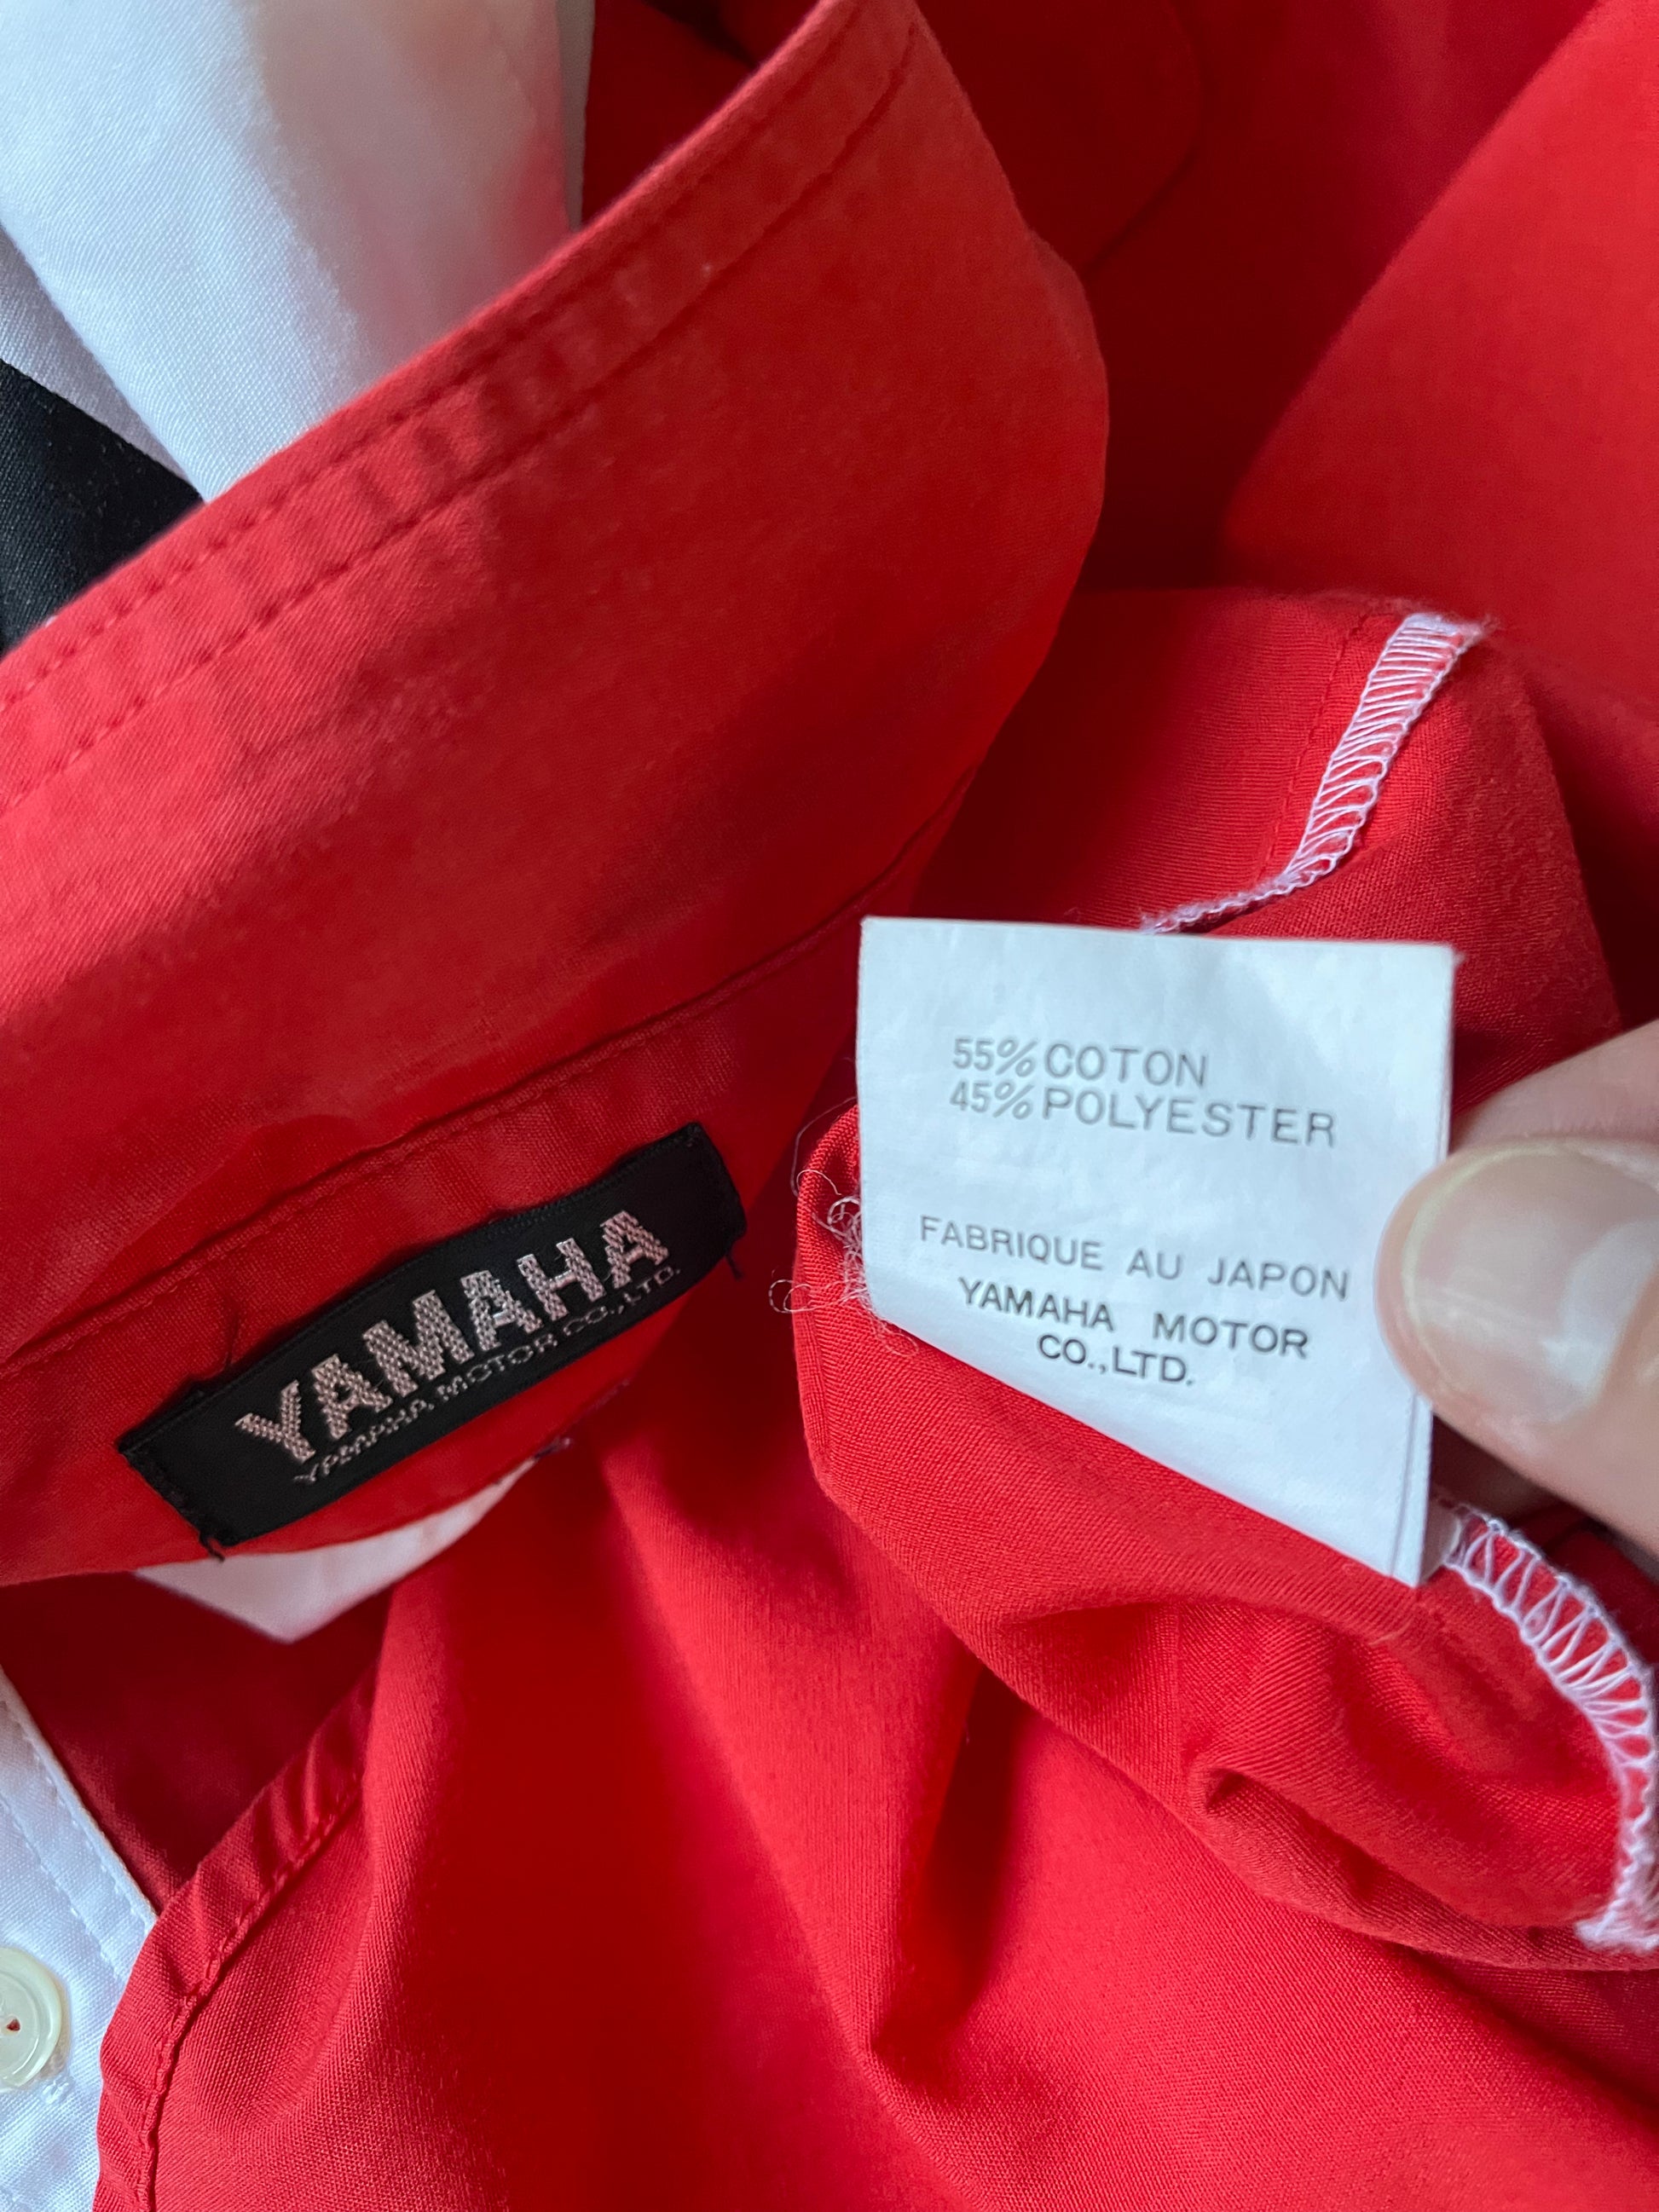 YAMAHA
YAMAHA MOTOR CO.,LTD.
55% COTON
45% POLYESTER
FABRIQUE AU JAPON
YAMAHA MOTOR
CO.,LTD.